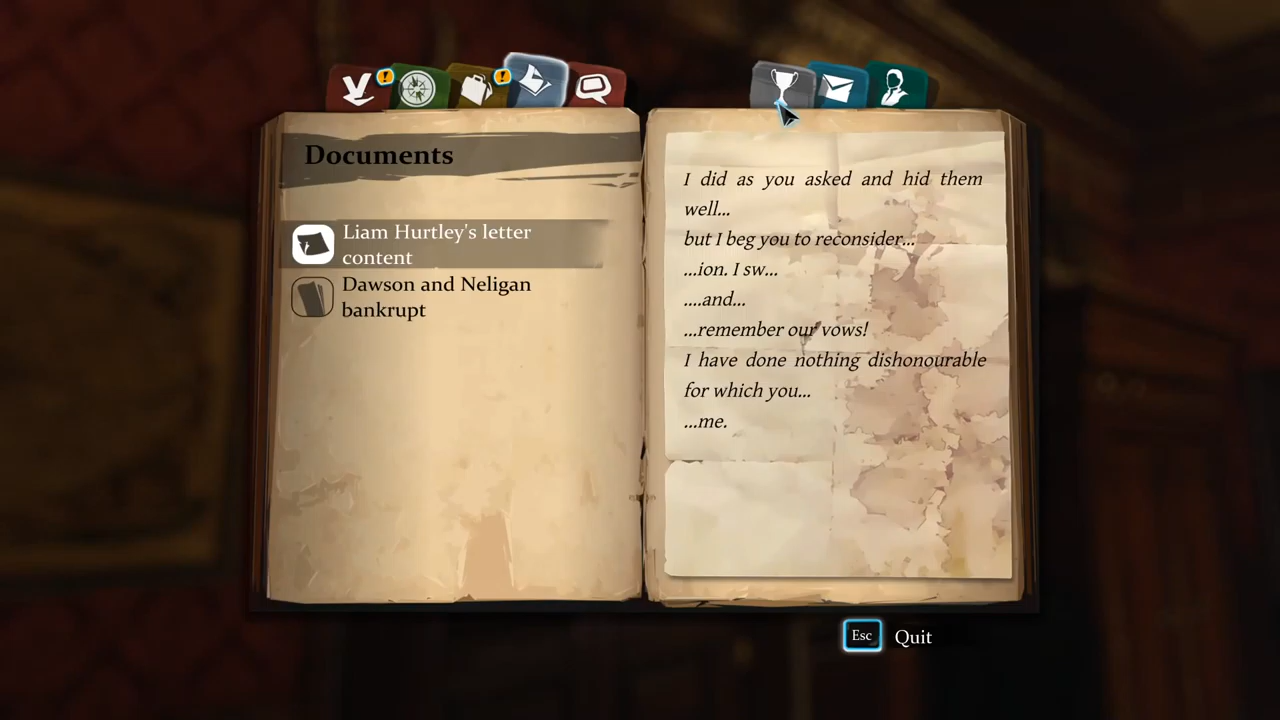 Documents
Liam Hurtley's letter
content
Dawson and Neligan
bankrupt
I did as you asked and hid them
well...
but I beg you to reconsider...
...ion. I sw...
....and...
...remember our vows!
I have done nothing dishonourable
for which you...
...me.
Esc Quit